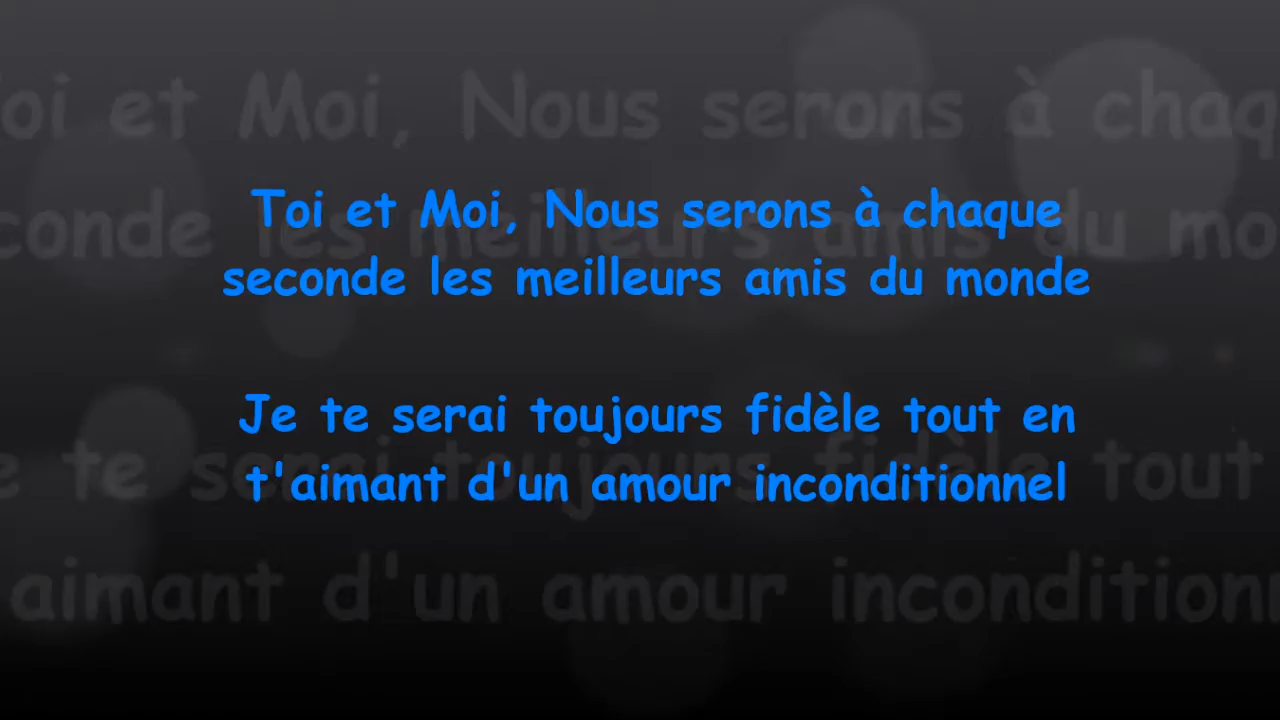 Toi et Moi, Nous serons à chaque
seconde les meilleurs amis du monde
Je te serai toujours fidèle tout en
t'aimant d'un amour inconditionnel